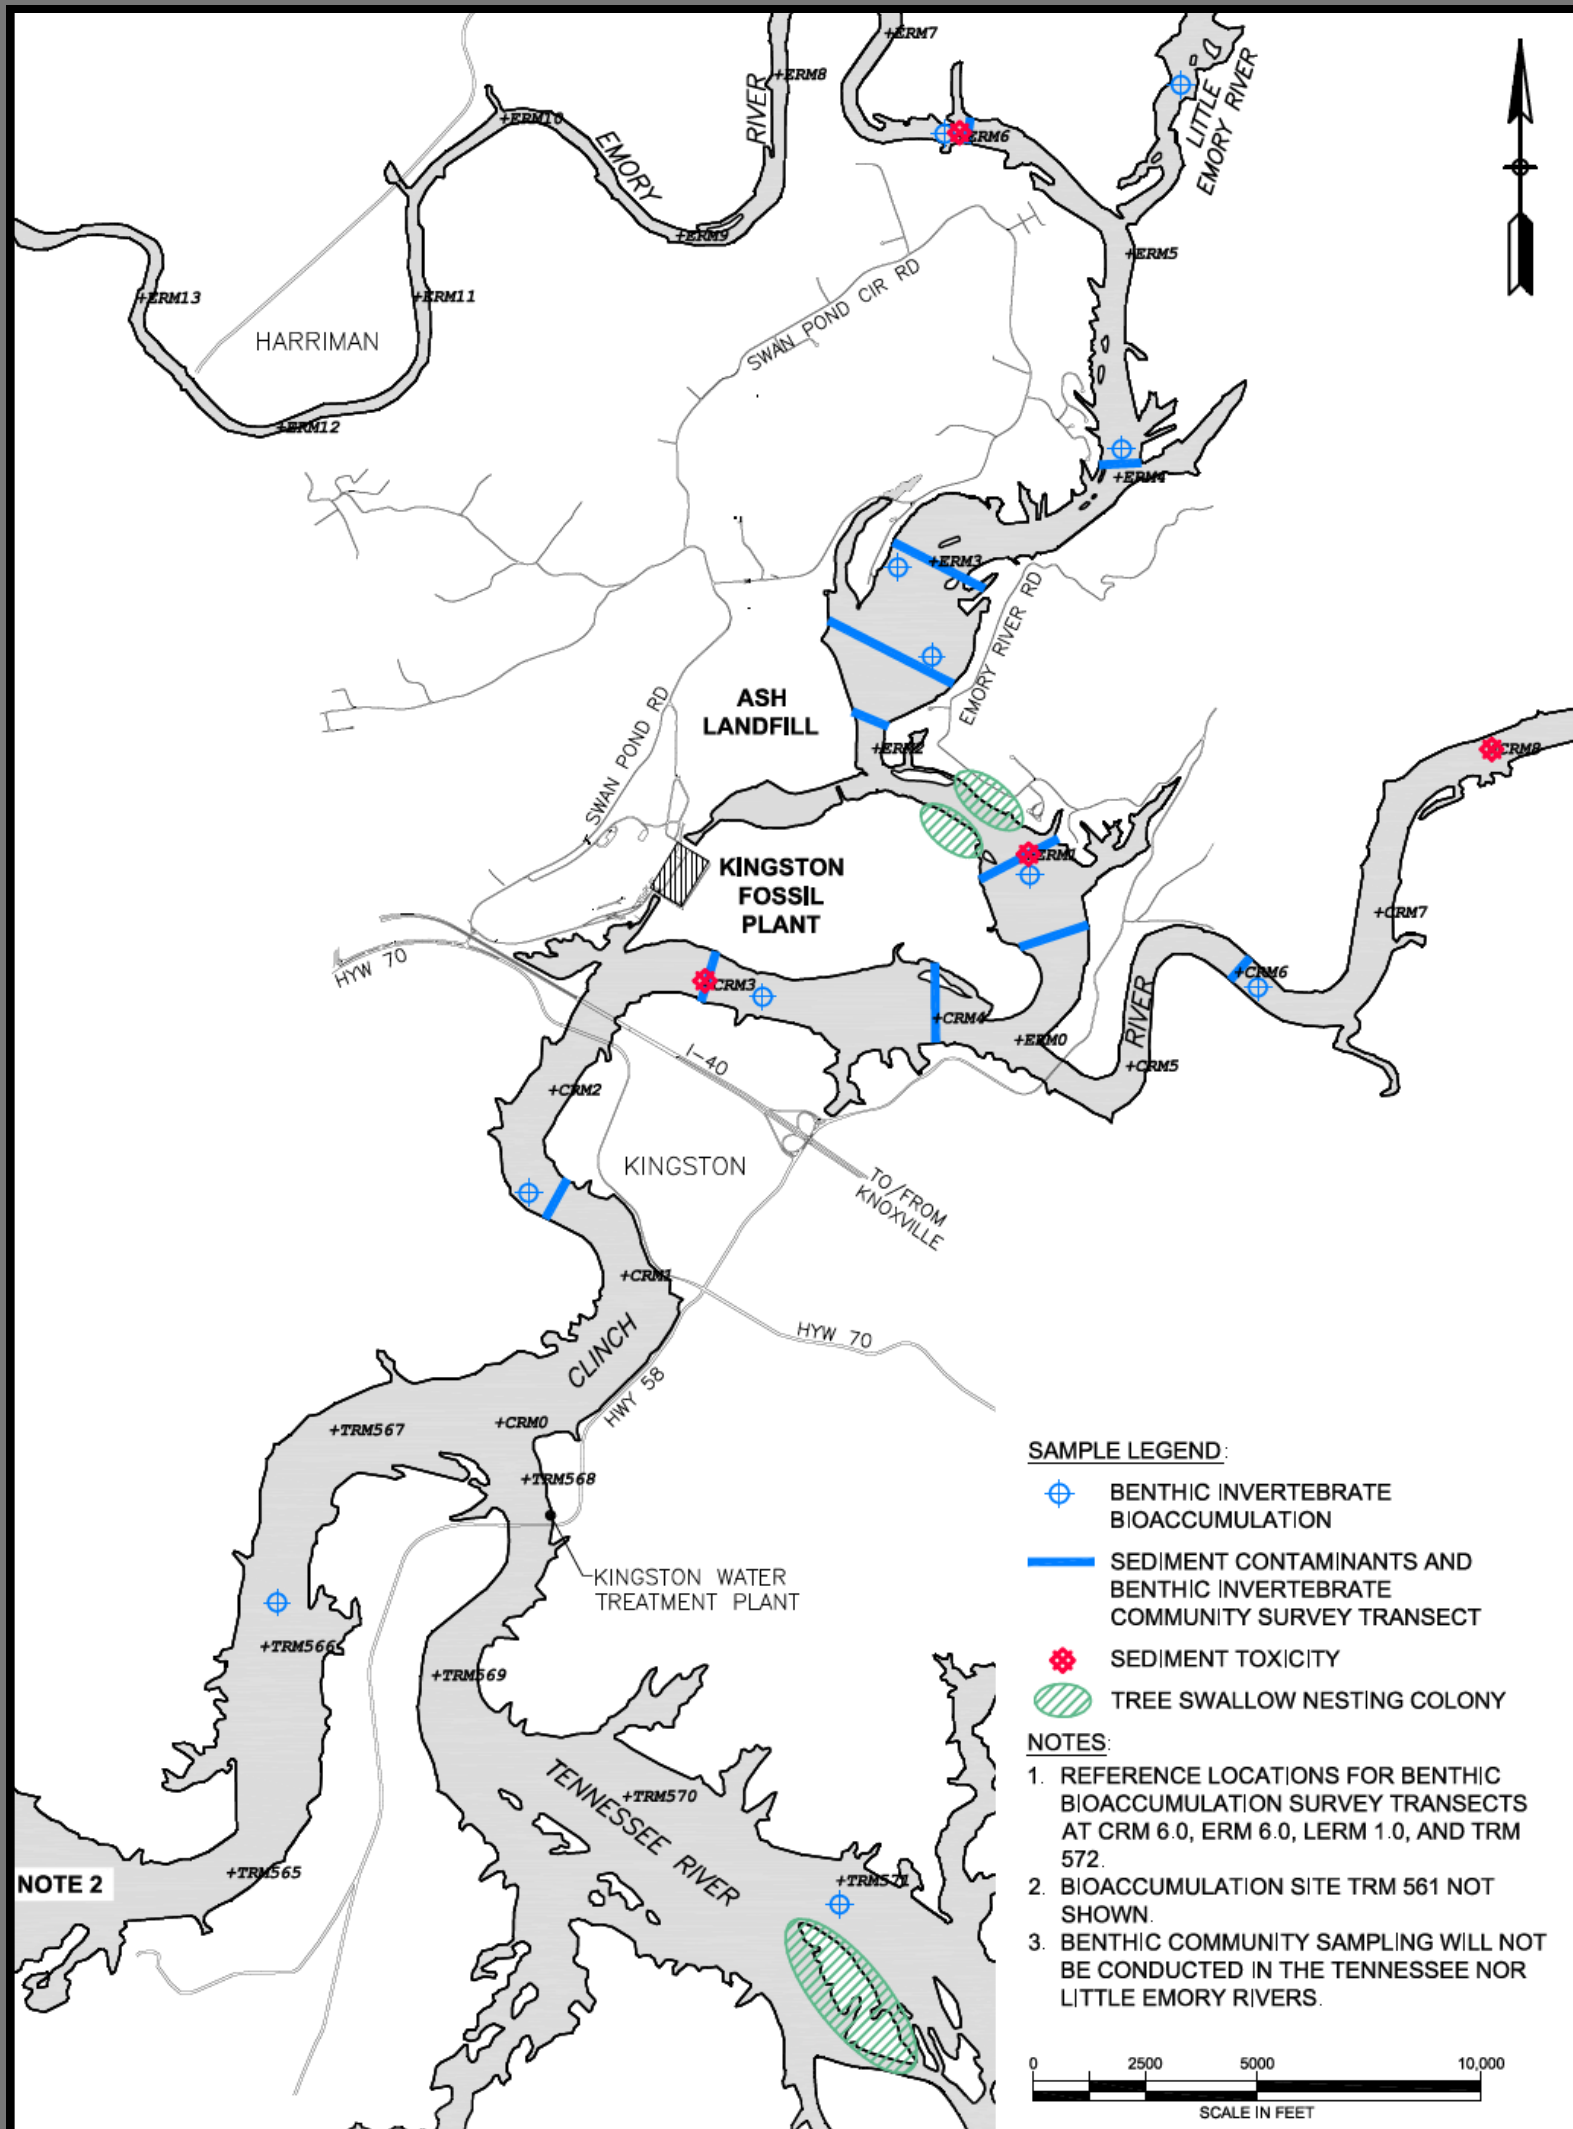 +ERM7
+ERM8
RIVER
LITTLE
EMORY RIVER
+ERM10
EMORY
ERM6
+ERM9
+ERM5
+ERM13
+ERM11
HARRIMAN
SWAN POND CIR RD
+ERM12
+ERM4
+ERM3
EMORY RIVER RD
ASH
LANDFILL
SWAN POND RD
+ERM2
CRM8
ERM1
KINGSTON
FOSSIL
PLANT
+CRM7
HYW 70
CRM3
+CRM6
+CRM4
RIVER
+ERM0
+CRM5
I-40
+CRM2
KINGSTON
TO/FROM
KNOXVILLE
+CRM1
HYW 70
CLINCH
HWY 58
+TRM567
+CRM0
+TRM568
KINGSTON WATER
TREATMENT PLANT
+TRM566
+TRM569
TENNESSEE RIVER
+TRM570
+TRM571
+TRM565
NOTE 2
SAMPLE LEGEND:
BENTHIC INVERTEBRATE
BIOACCUMULATION
SEDIMENT CONTAMINANTS AND
BENTHIC INVERTEBRATE
COMMUNITY SURVEY TRANSECT
SEDIMENT TOXICITY
TREE SWALLOW NESTING COLONY
NOTES:
1. REFERENCE LOCATIONS FOR BENTHIC
BIOACCUMULATION SURVEY TRANSECTS
AT CRM 6.0, ERM 6.0, LERM 1.0, AND TRM
572.
2. BIOACCUMULATION SITE TRM 561 NOT
SHOWN.
3. BENTHIC COMMUNITY SAMPLING WILL NOT
BE CONDUCTED IN THE TENNESSEE NOR
LITTLE EMORY RIVERS.
0 2500 5000 10,000
SCALE IN FEET